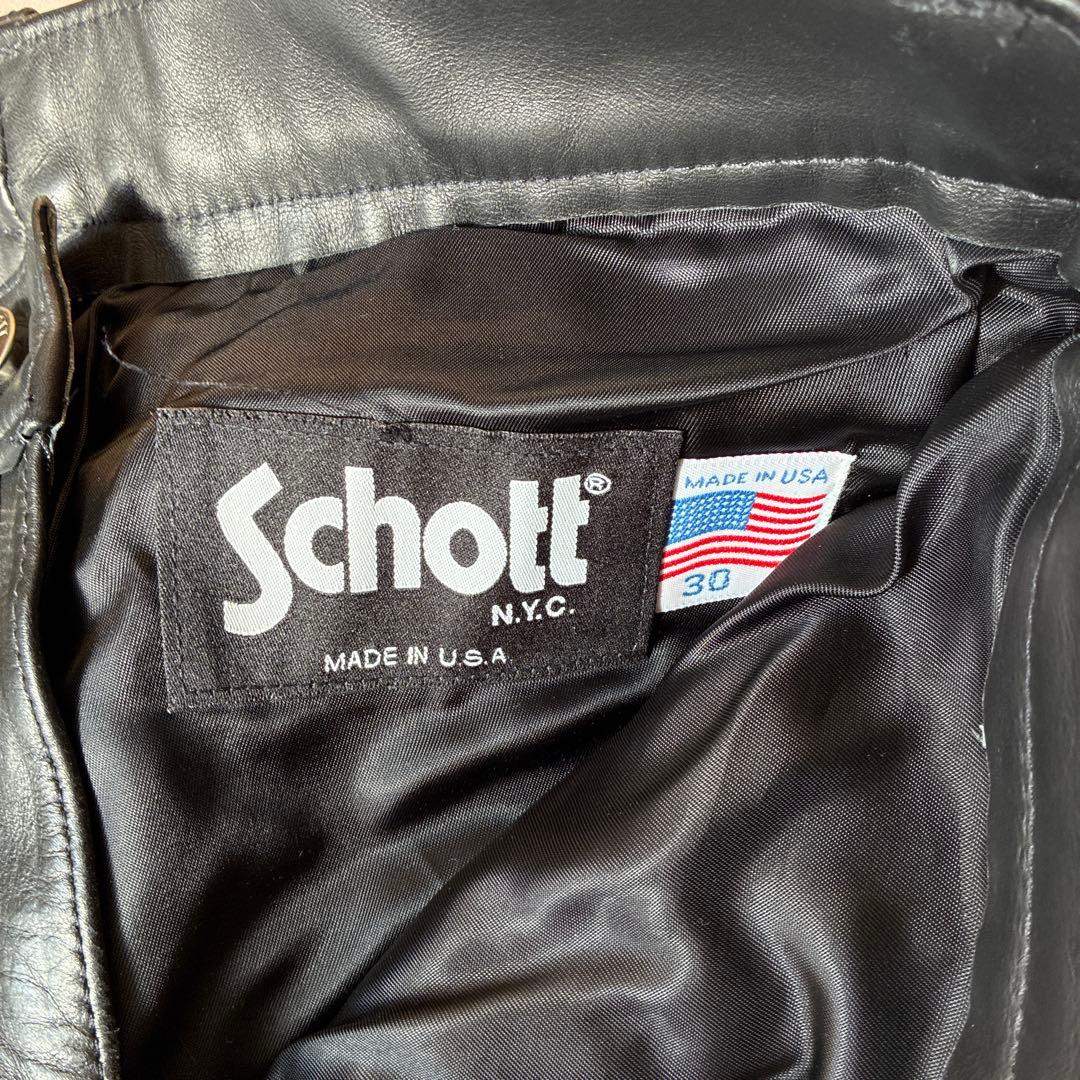 Schott®
N.Y.C.
MADE IN U.S.A
MADE IN USA
30